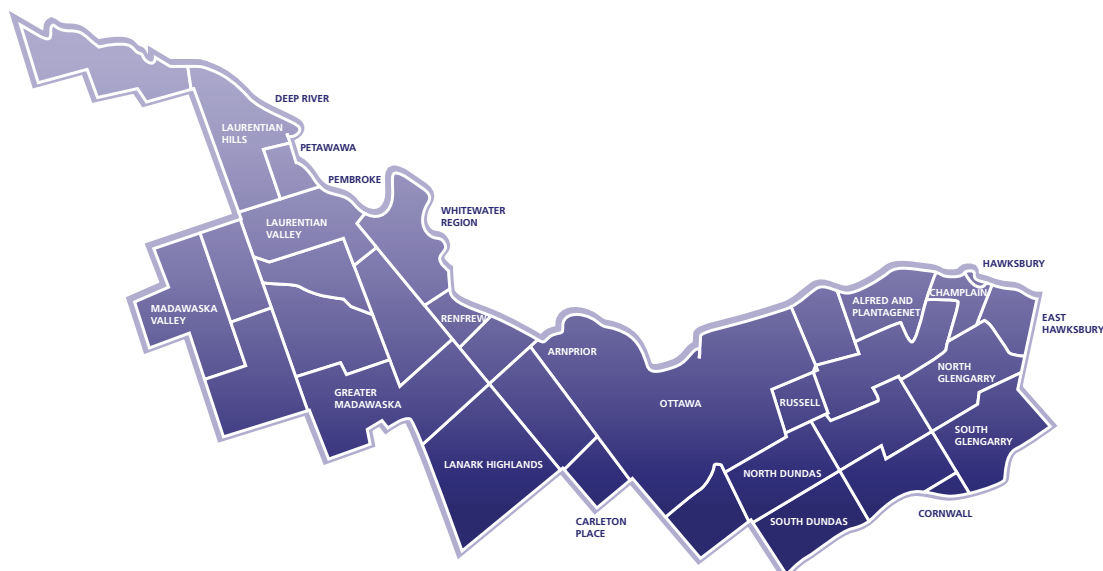 DEEP RIVER
LAURENTIAN
HILLS
PETAWAWA
PEMBROKE
WHITEWATER
REGION
LAURENTIAN
VALLEY
HAWKSBURY
CHAMPLAIN
ALFRED AND
PLANTAGENET
MADAWASKA
VALLEY
RENFREW
EAST
HAWKSBURY
ARNPRIOR
NORTH
GLENGARRY
GREATER
MADAWASKA
OTTAWA
RUSSELL
SOUTH
GLENGARRY
LANARK HIGHLANDS
NORTH DUNDAS
CARLETON
PLACE
SOUTH DUNDAS
CORNWALL